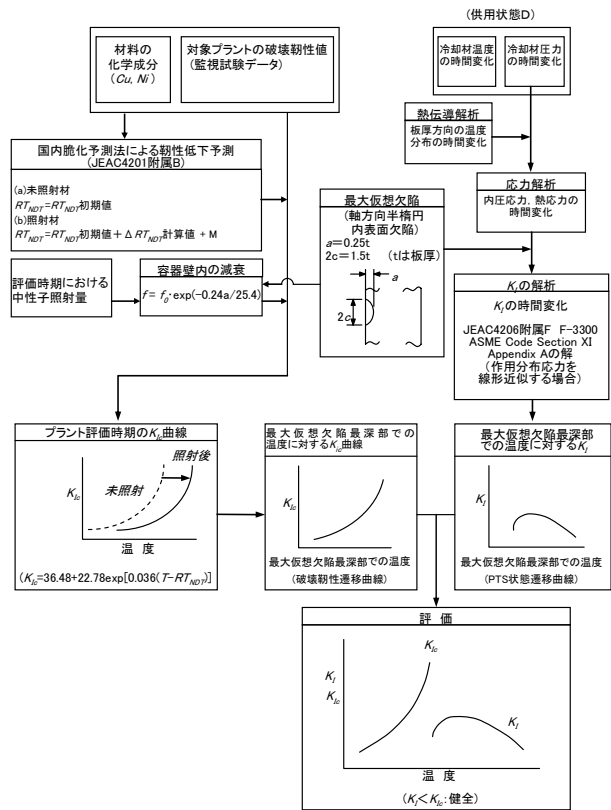 (供用状態D)
材料の
化学成分
(Cu, Ni)
対象プラントの破壊靭性値
(監視試験データ)
冷却材温度
の時間変化
冷却材圧力
の時間変化
熱伝導解析
板厚方向の温度
分布の時間変化
国内脆化予測法による靭性低下予測
(JEAC4201附属B)
(a)未照射材
RTNDT=RTNDT初期値
(b)照射材
RTNDT=RTNDT初期値+ΔRTNDT計算値 + M
応力解析
内圧応力, 熱応力の
時間変化
最大仮想欠陥
(軸方向半楕円
内表面欠陥)
a=0.25t
2c=1.5t (tは板厚)
a
2c
評価時期における
中性子照射量
容器壁内の減衰
f= f0·exp(-0.24a/25.4)
KIの解析
KIの時間変化
JEAC4206附属F F-3300
ASME Code Section XI
Appendix Aの解
(作用分布応力を
線形近似する場合)
プラント評価時期のKIc曲線
照射後
未照射
KIc
温 度
(KIc=36.48+22.78exp[0.036(T-RTNDT)]
最大仮想欠陥最深部での
温度に対するKIc曲線
KIc
最大仮想欠陥最深部での温度
(破壊靭性遷移曲線)
最大仮想欠陥最深部
での温度に対するKI
KI
最大仮想欠陥最深部での温度
(PTS状態遷移曲線)
評 価
KIc
KI
KIc
KI
温 度
(KI<KIc:健全)